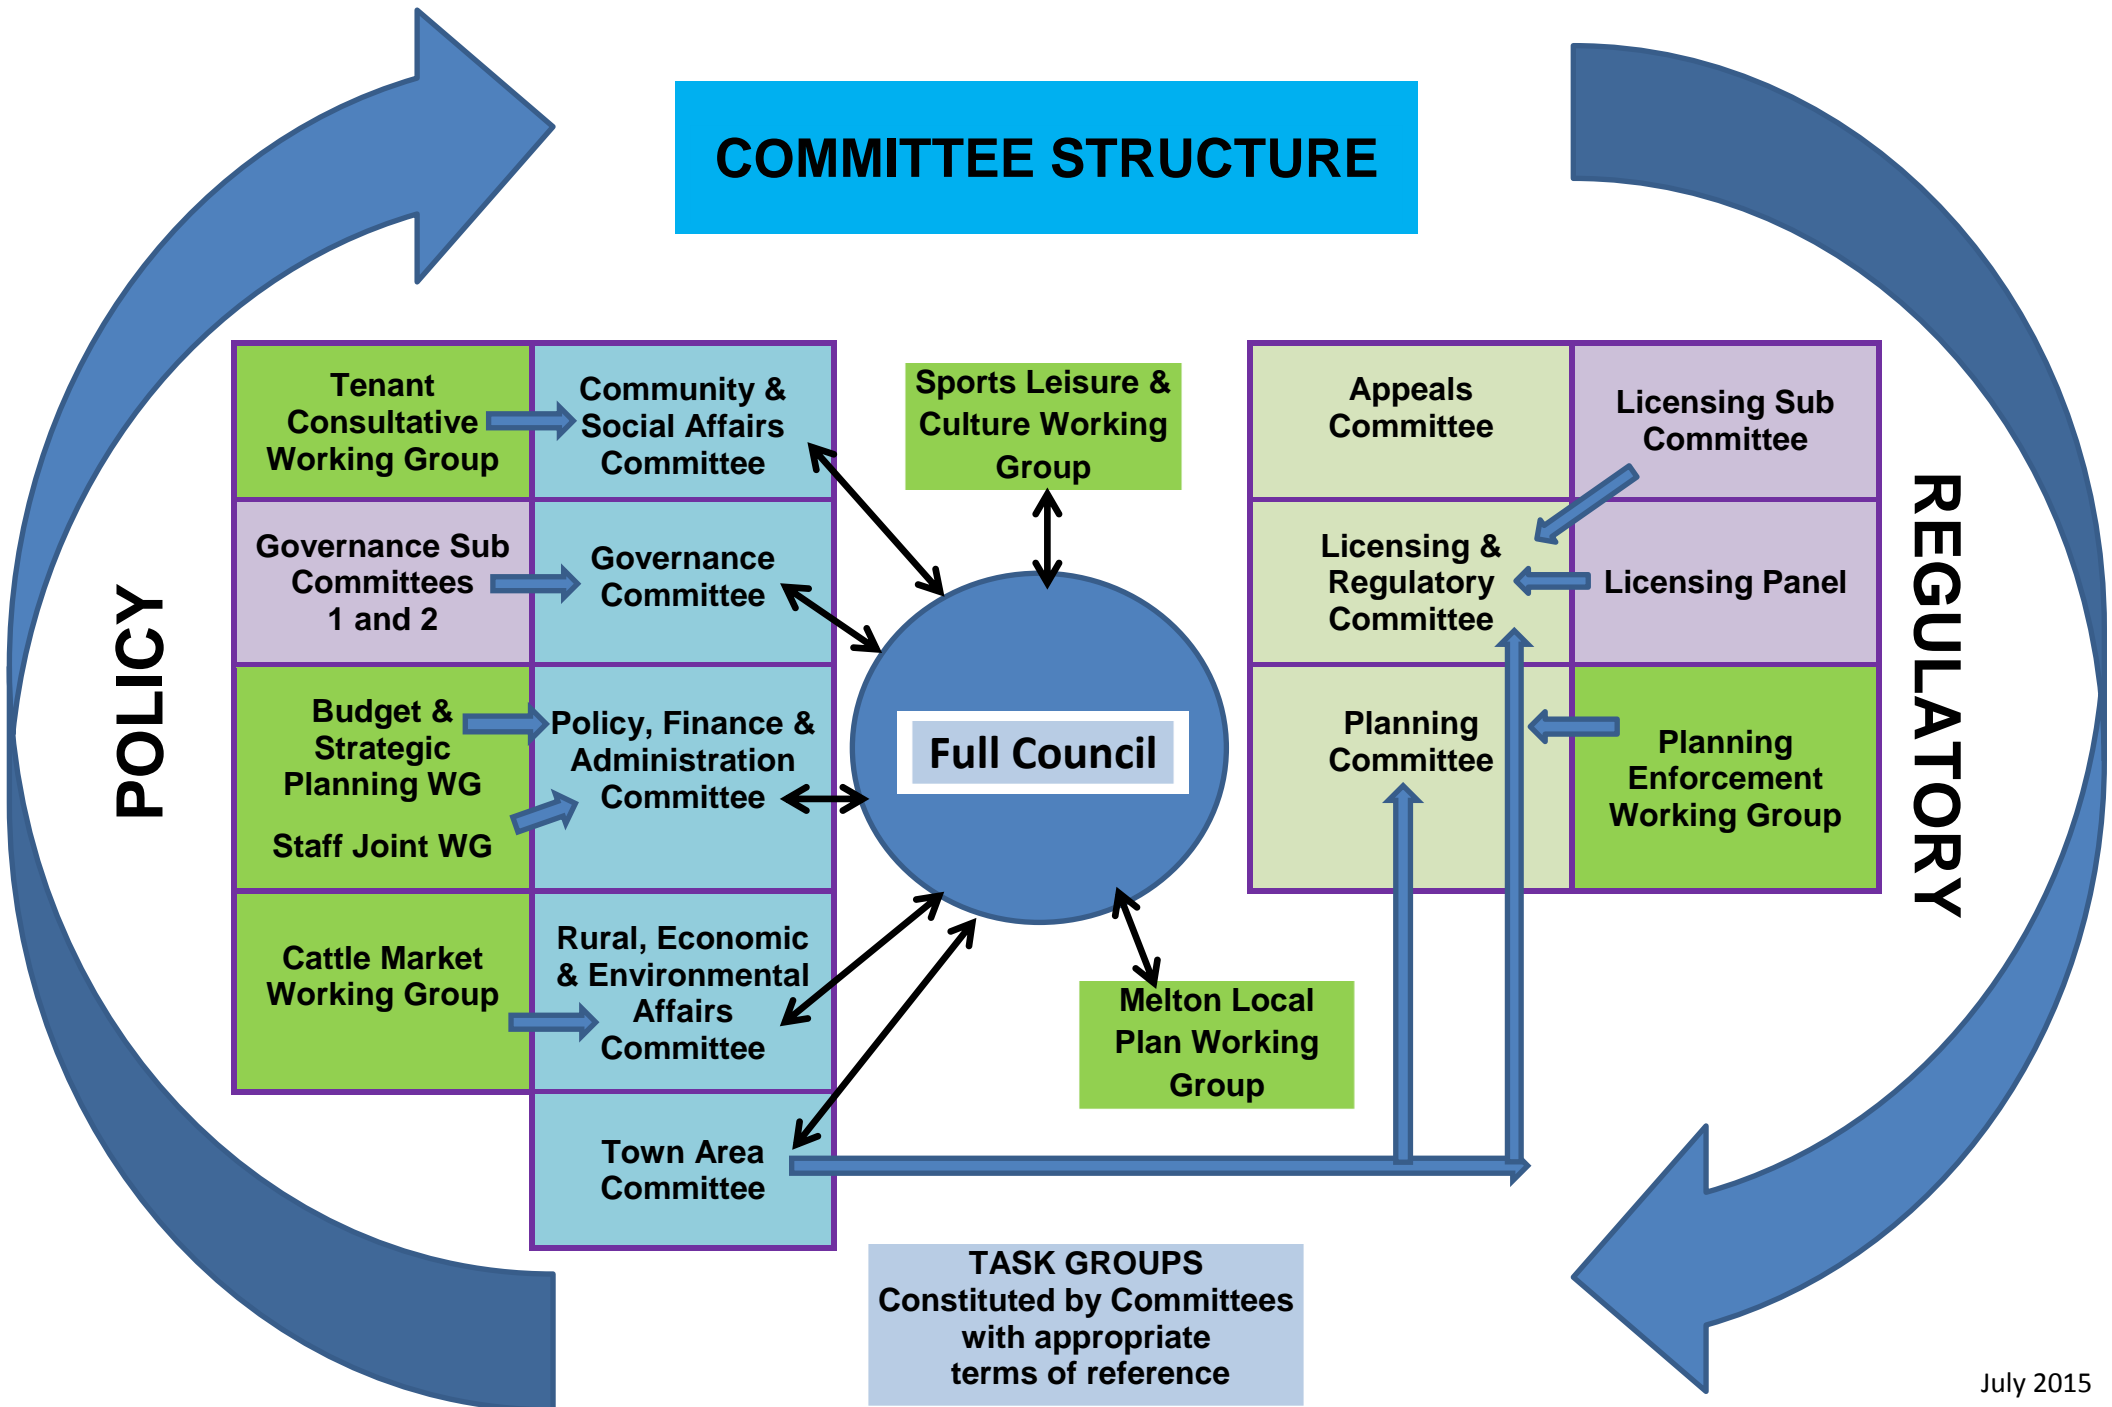 COMMITTEE STRUCTURE
POLICY
Tenant
Consultative
Working Group
Community &
Social Affairs
Committee
Governance Sub
Committees
1 and 2
Governance
Committee
Budget &
Strategic
Planning WG
Staff Joint WG
Policy, Finance &
Administration
Committee
Cattle Market
Working Group
Rural, Economic
& Environmental
Affairs
Committee
Town Area
Committee
Sports Leisure &
Culture Working
Group
Full Council
Melton Local
Plan Working
Group
Appeals
Committee
Licensing Sub
Committee
Licensing &
Regulatory
Committee
Licensing Panel
Planning
Committee
Planning
Enforcement
Working Group
REGULATORY
TASK GROUPS
Constituted by Committees
with appropriate
terms of reference
July 2015